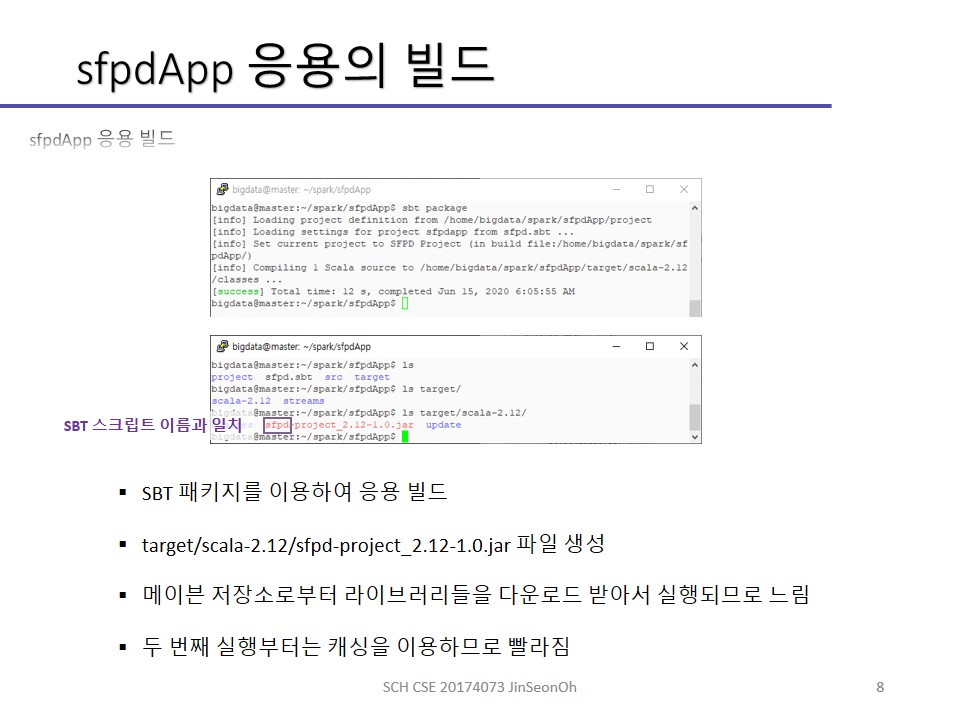 sfpdApp 응용의 빌드
sfpdApp 응용 빌드
bigdata@master: ~/spark/sfpdApp
bigdata@master:~/spark/sfpdApp$ sbt package
[info] Loading project definition from /home/bigdata/spark/sfpdApp/project
[info] Loading settings for project sfpdapp from sfpd.sbt ...
[info] Set current project to SFPD Project (in build file:/home/bigdata/spark/sf
pdApp/)
[info] Compiling 1 Scala source to /home/bigdata/spark/sfpdApp/target/scala-2.12
/classes ...
[success] Total time: 12 s, completed Jun 15, 2020 6:05:55 AM
bigdata@master:~/spark/sfpdApp$
bigdata@master: ~/spark/sfpdApp
bigdata@master:~/spark/sfpdApp$ ls
project sfpd.sbt src target
bigdata@master:~/spark/sfpdApp$ ls target/
scala-2.12 streams
bigdata@master:~/spark/sfpdApp$ ls target/scala-2.12/
SBT 스크립트 이름과 일치 sfpd-project_2.12-1.0.jar update
bigdata@master:~/spark/sfpdApp$
▪ SBT 패키지를 이용하여 응용 빌드
▪ target/scala-2.12/sfpd-project_2.12-1.0.jar 파일 생성
▪ 메이븐 저장소로부터 라이브러리들을 다운로드 받아서 실행되므로 느림
▪ 두 번째 실행부터는 캐싱을 이용하므로 빨라짐
SCH CSE 20174073 JinSeonOh
8